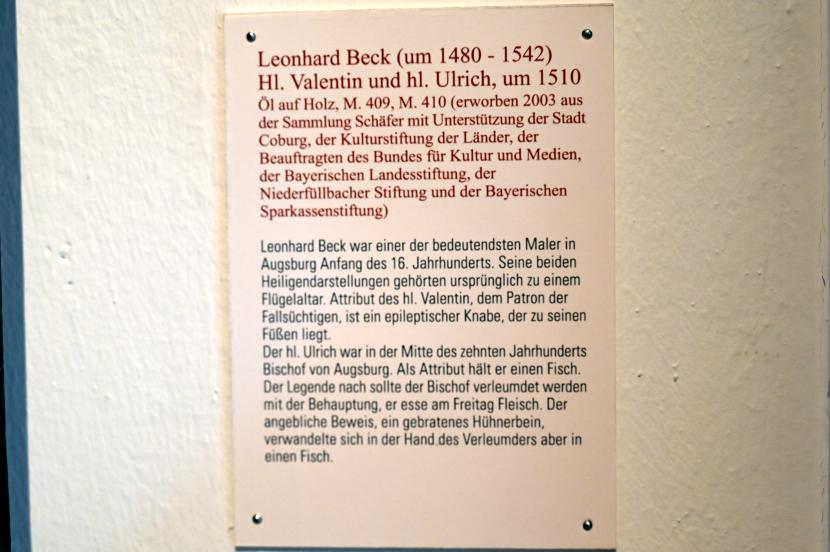 Leonhard Beck (um 1480 - 1542)
Hl. Valentin und hl. Ulrich, um 1510
Öl auf Holz, M. 409, M. 410 (erworben 2003 aus
der Sammlung Schäfer mit Unterstützung der Stadt
Coburg, der Kulturstiftung der Länder, der
Beauftragten des Bundes für Kultur und Medien,
der Bayerischen Landesstiftung, der
Niederfüllbacher Stiftung und der Bayerischen
Sparkassenstiftung)
Leonhard Beck war einer der bedeutendsten Maler in
Augsburg Anfang des 16. Jahrhunderts. Seine beiden
Heiligendarstellungen gehörten ursprünglich zu einem
Flügelaltar. Attribut des hl. Valentin, dem Patron der
Fallsüchtigen, ist ein epileptischer Knabe, der zu seinen
Füßen liegt.
Der hl. Ulrich war in der Mitte des zehnten Jahrhunderts
Bischof von Augsburg. Als Attribut hält er einen Fisch.
Der Legende nach sollte der Bischof verleumdet werden
mit der Behauptung, er esse am Freitag Fleisch. Der
angebliche Beweis, ein gebratenes Hühnerbein,
verwandelte sich in der Hand des Verleumders aber in
einen Fisch.